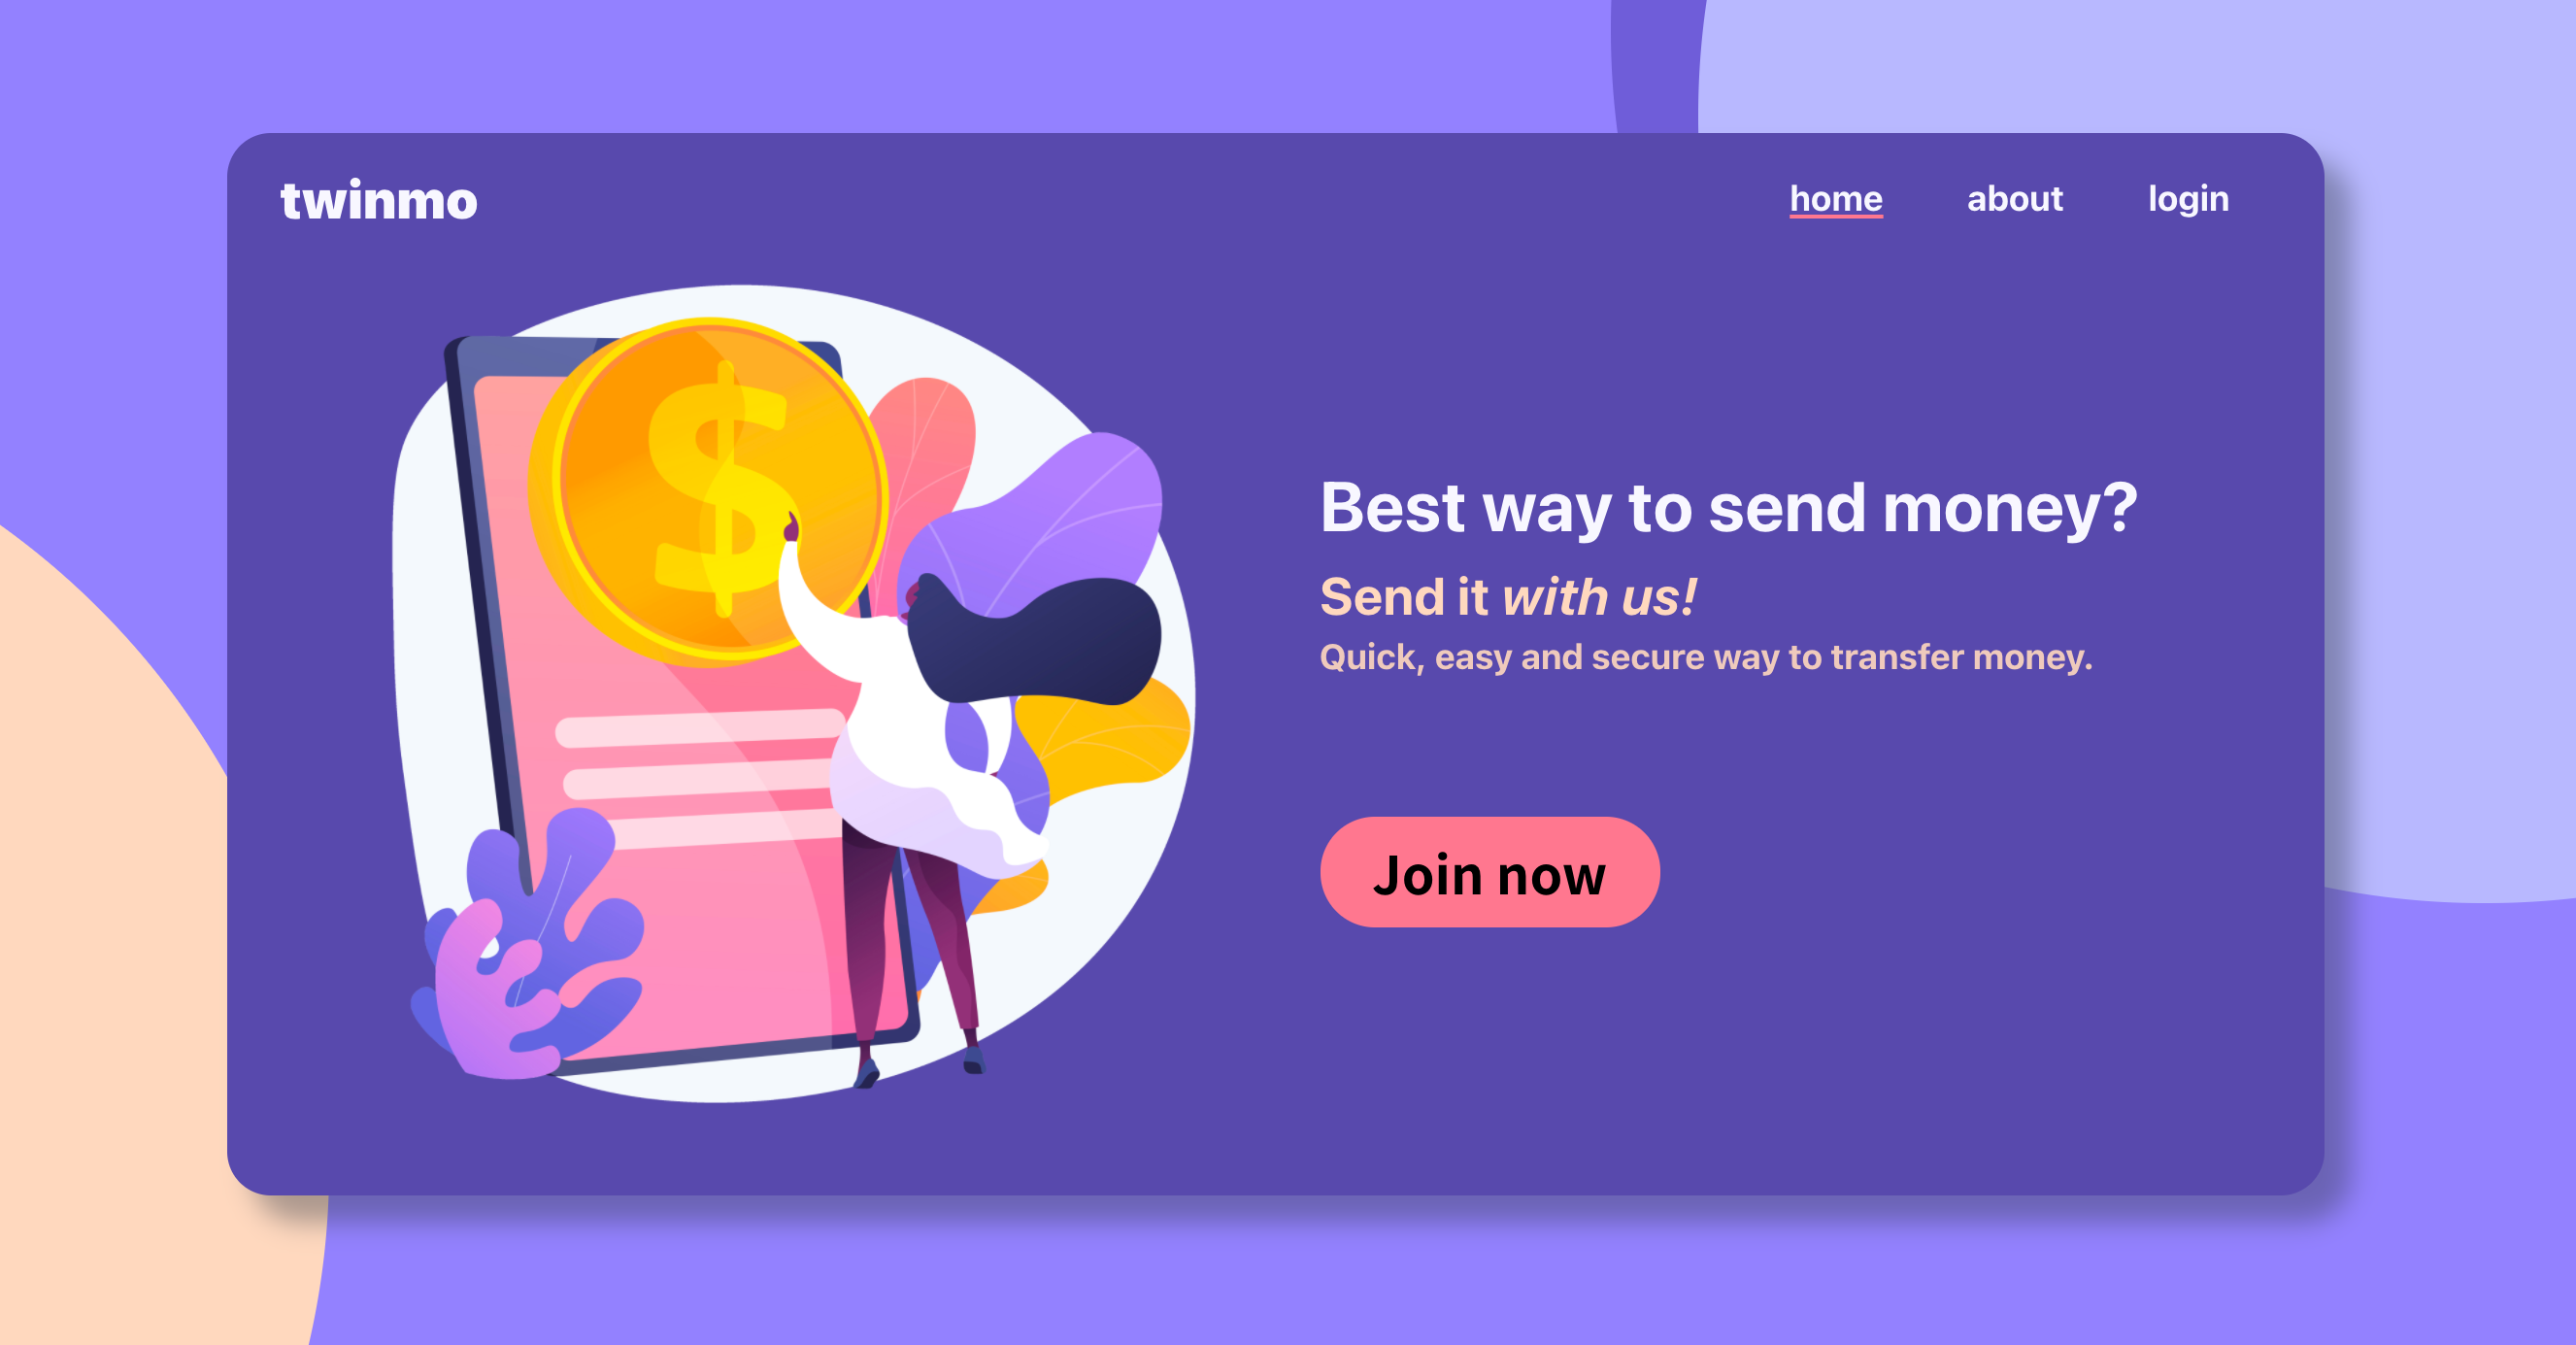 twinmo
home about login
$
Best way to send money?
Send it with us!
Quick, easy and secure way to transfer money.
Join now